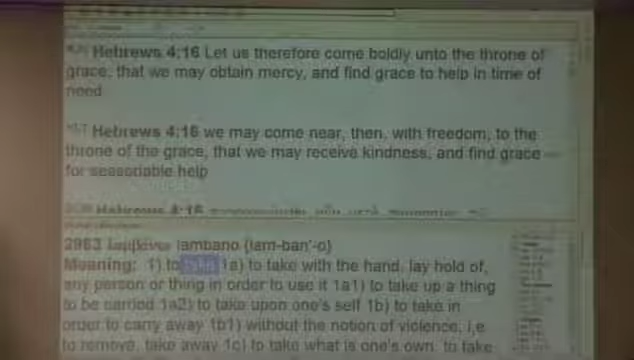 Hebrews 4:16 Let us therefore come boldly unto the throne of
grace, that we may obtain mercy, and find grace to help in time of
need
Hebrews 4:16 we may come near, then, with freedom, to the
throne of the grace, that we may receive kindness, and find grace
for seasonable help
Hebrews 4:16
2983 lambano {lam-ban'-o}
Meaning: 1) to take 1a) to take with the hand, lay hold of,
any person or thing in order to use it 1a1) to take up a thing
to be carried 1a2) to take upon one's self 1b) to take in
order to carry away 1b1) without the notion of violence, i,e
to remove, take away 1c) to take what is one's own, to take